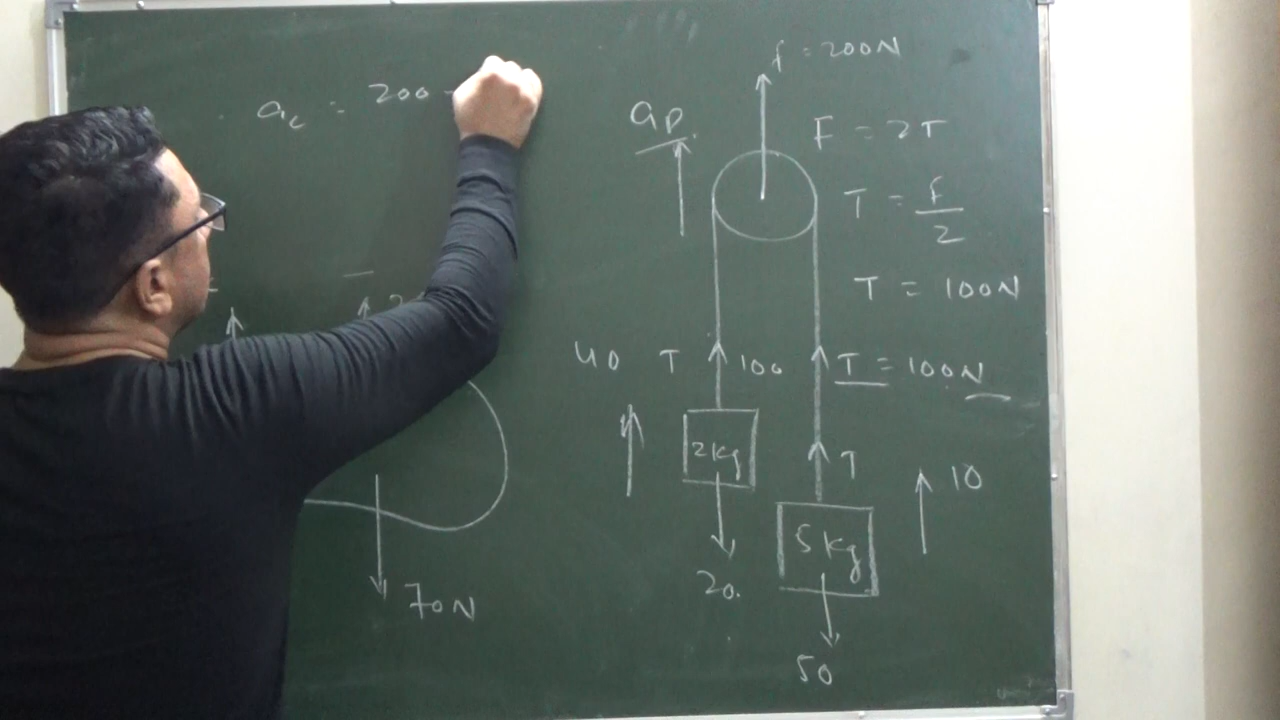 a_c = 200 -
f = 200N
a_p
F = 2T
T = f/2
T = 100N
40 T 100 T = 100N
2kg
T
10
5kg
20.
70N
50